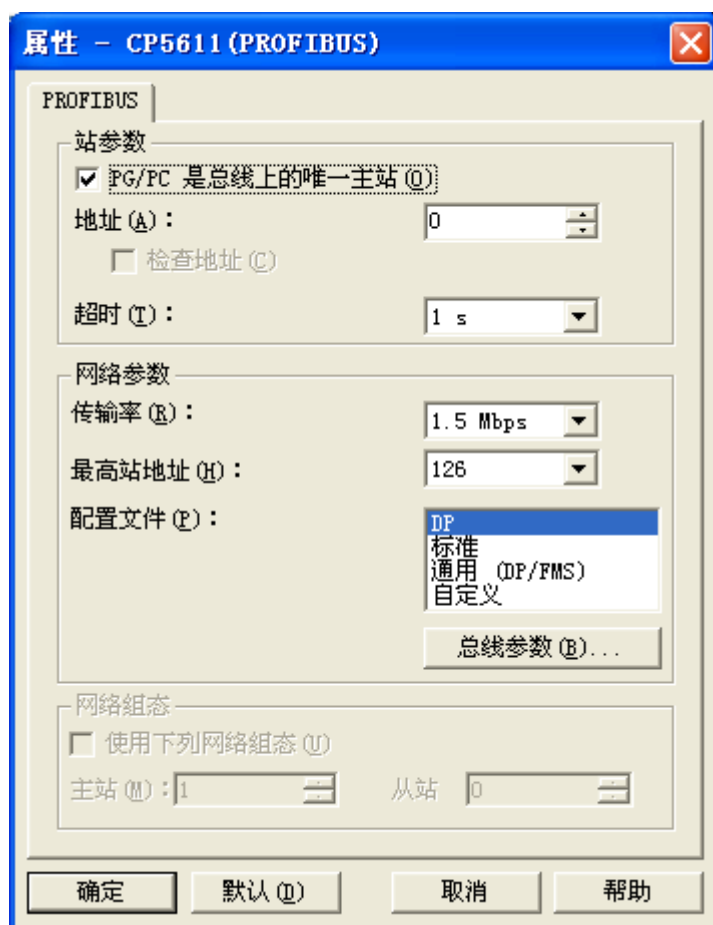 属性 - CP5611(PROFIBUS)
PROFIBUS
站参数
PG/PC 是总线上的唯一主站(O)
地址(A): 0
检查地址(C)
超时(T): 1 s
网络参数
传输率(R): 1.5 Mbps
最高站地址(H): 126
配置文件(P): DP
标准
通用 (DP/FMS)
自定义
总线参数(B)...
网络组态
使用下列网络组态(U)
主站(M): 1 从站 0
确定 默认(D) 取消 帮助